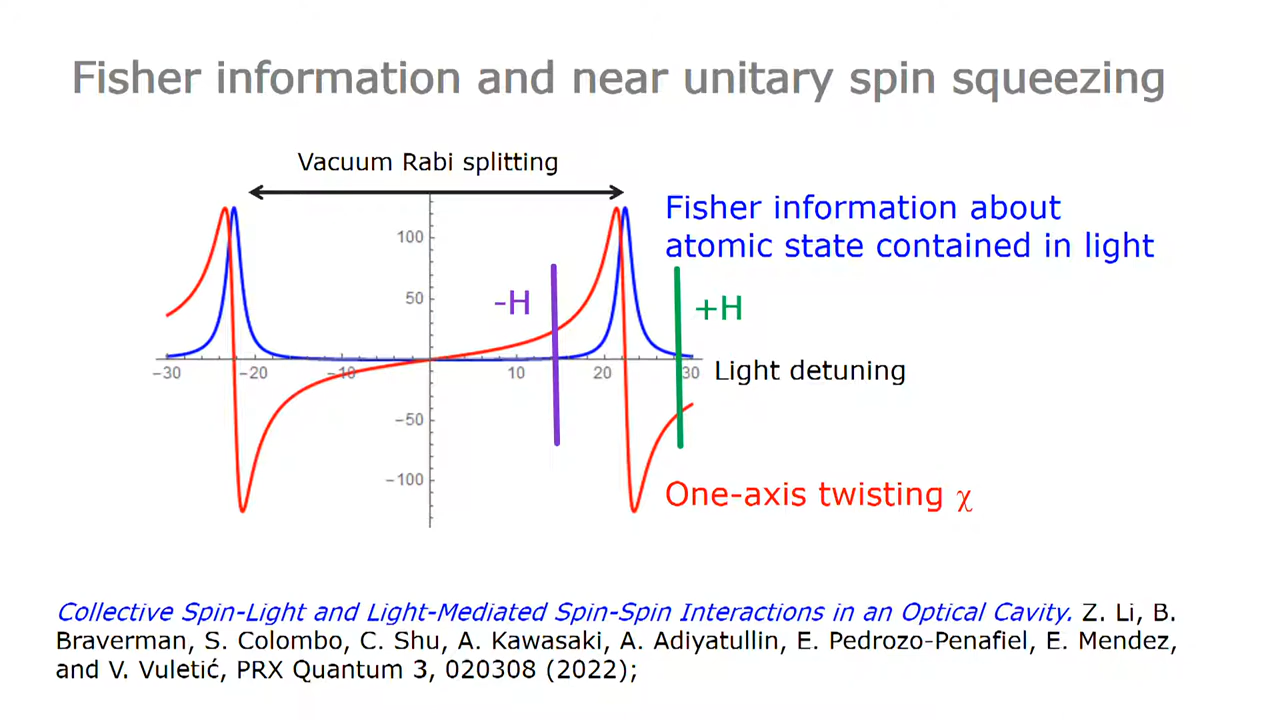 Fisher information and near unitary spin squeezing
Vacuum Rabi splitting
Fisher information about
atomic state contained in light
100
50
-H
+H
−30
−20
−10
10
20
30
Light detuning
−50
−100
One-axis twisting χ
Collective Spin-Light and Light-Mediated Spin-Spin Interactions in an Optical Cavity. Z. Li, B.
Braverman, S. Colombo, C. Shu, A. Kawasaki, A. Adiyatullin, E. Pedrozo-Penafiel, E. Mendez,
and V. Vuletić, PRX Quantum 3, 020308 (2022);